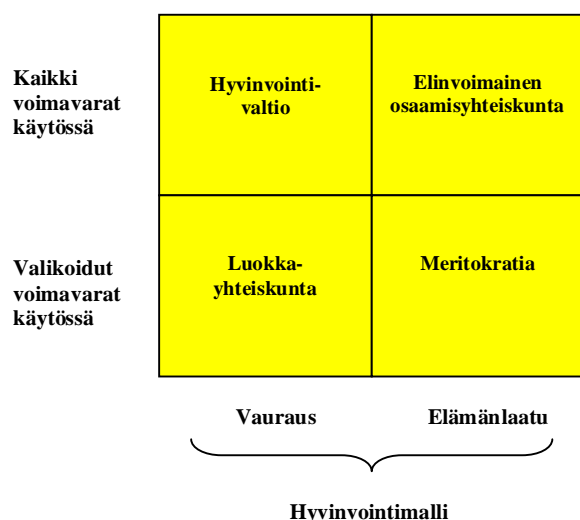 Kaikki
voimavarat
käytössä
Hyvinvointi-
valtio
Elinvoimainen
osaamisyhteiskunta
Valikoidut
voimavarat
käytössä
Luokka-
yhteiskunta
Meritokratia
Vauraus
Elämänlaatu
Hyvinvointimalli